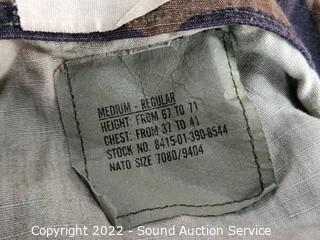 MEDIUM - REGULAR
HEIGHT: FROM 67 TO 71
CHEST: FROM 37 TO 41
STOCK NO. 8415-01-390-8544
NATO SIZE 7080/9404
Copyright © 2022 - Sound Auction Service